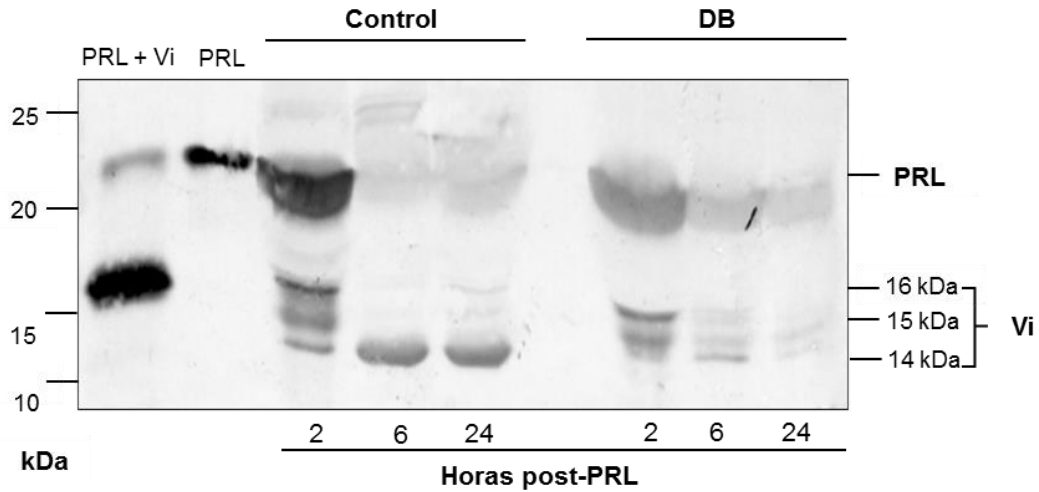 Control DB
PRL + Vi PRL
25
20
15
10
kDa
PRL
16 kDa
15 kDa
14 kDa
Vi
2 6 24 2 6 24
Horas post-PRL